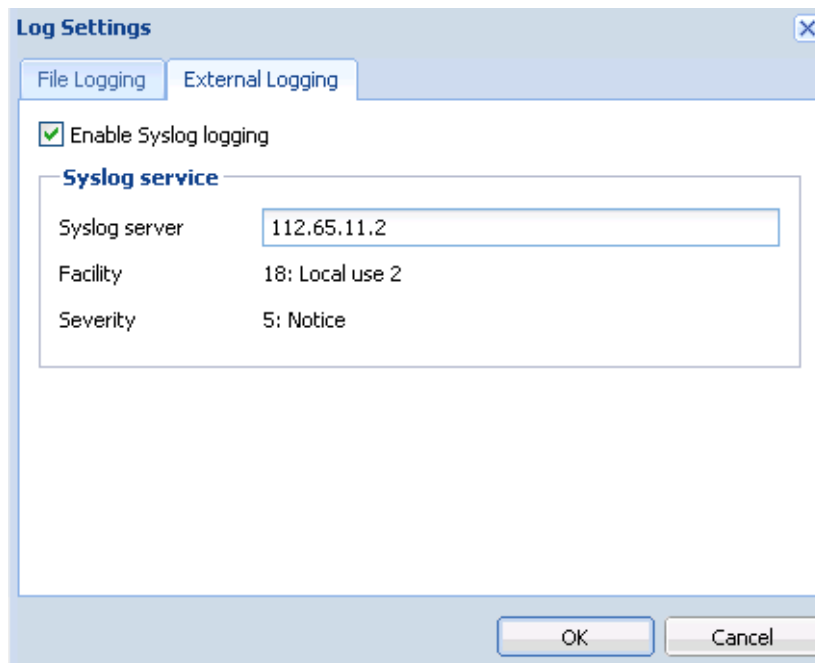 Log Settings
File Logging External Logging
Enable Syslog logging
Syslog service
Syslog server 112.65.11.2
Facility 18: Local use 2
Severity 5: Notice
OK Cancel